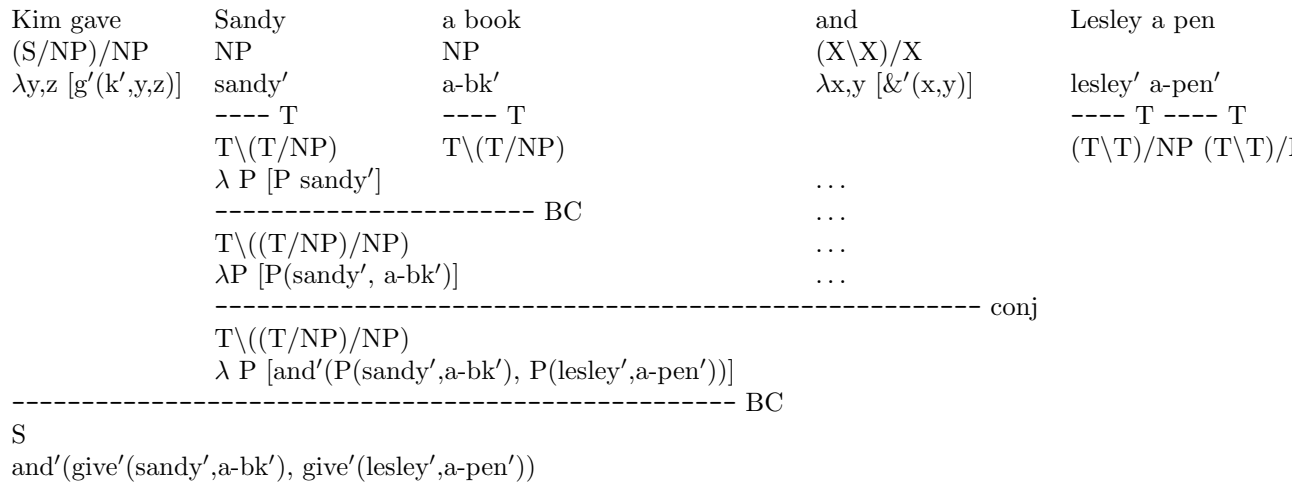 Kim gave Sandy a book and Lesley a pen
(S/NP)/NP NP NP (X\X)/X
λy,z [g′(k′,y,z)] sandy′ a-bk′ λx,y [&′(x,y)] lesley′ a-pen′
---- T ---- T ---- T ---- T
T\(T/NP) T\(T/NP) (T\T)/NP (T\T)/
λ P [P sandy′] ...
----------------------- BC ...
T\((T/NP)/NP) ...
λP [P(sandy′, a-bk′)] ...
------------------------------------------------------- conj
T\((T/NP)/NP)
λ P [and′(P(sandy′,a-bk′), P(lesley′,a-pen′))]
---------------------------------------------------- BC
S
and′(give′(sandy′,a-bk′), give′(lesley′,a-pen′))